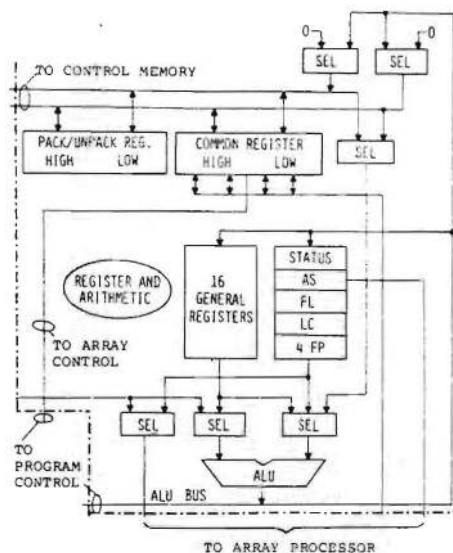 0 0
SEL SEL
TO CONTROL MEMORY
PACK/UNPACK REG.
HIGH LOW
COMMON REGISTER
HIGH LOW
SEL
REGISTER AND
ARITHMETIC
16
GENERAL
REGISTERS
STATUS
AS
FL
LC
4 FP
TO ARRAY
CONTROL
SEL SEL SEL
ALU
TO
PROGRAM
CONTROL
ALU BUS
TO ARRAY PROCESSOR